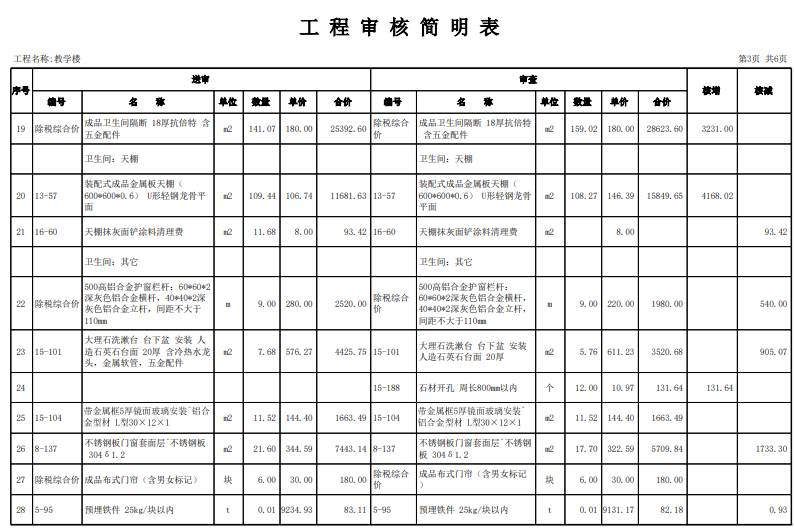 工 程 审 核 简 明 表
工程名称:教学楼 第3页 共6页
序号 送审 审查 核增 核减
编号 名 称 单位 数量 单价 合价 编号 名 称 单位 数量 单价 合价
19 除税综合价 成品卫生间隔断 18厚抗倍特 含五金配件 m2 141.07 180.00 25392.60 除税综合价 成品卫生间隔断 18厚抗倍特 含五金配件 m2 159.02 180.00 28623.60 3231.00
卫生间：天棚 卫生间：天棚
20 13-57 装配式成品金属板天棚（600*600*0.6） U形轻钢龙骨平面 m2 109.44 106.74 11681.63 13-57 装配式成品金属板天棚（600*600*0.6） U形轻钢龙骨平面 m2 108.27 146.39 15849.65 4168.02
21 16-60 天棚抹灰面铲涂料清理费 m2 11.68 8.00 93.42 16-60 天棚抹灰面铲涂料清理费 m2 8.00 93.42
卫生间：其它 卫生间：其它
22 除税综合价 500高铝合金护窗栏杆：60*60*2深灰色铝合金横杆，40*40*2深灰色铝合金立杆，间距不大于110mm m 9.00 280.00 2520.00 除税综合价 500高铝合金护窗栏杆：60*60*2深灰色铝合金横杆，40*40*2深灰色铝合金立杆，间距不大于110mm m 9.00 220.00 1980.00 540.00
23 15-101 大理石洗漱台 台下盆 安装 人造石英石台面 20厚 含冷热水龙头，金属软管，五金配件 m2 7.68 576.27 4425.75 15-101 大理石洗漱台 台下盆 安装 人造石英石台面 20厚 m2 5.76 611.23 3520.68 905.07
24 15-188 石材开孔 周长800mm以内 个 12.00 10.97 131.64 131.64
25 15-104 带金属框5厚镜面玻璃安装~铝合金型材 L型30×12×1 m2 11.52 144.40 1663.49 15-104 带金属框5厚镜面玻璃安装~铝合金型材 L型30×12×1 m2 11.52 144.40 1663.49
26 8-137 不锈钢板门窗套面层~不锈钢板 304δ1.2 m2 21.60 344.59 7443.14 8-137 不锈钢板门窗套面层~不锈钢板 304δ1.2 m2 17.70 322.59 5709.84 1733.30
27 除税综合价 成品布式门帘（含男女标记） 块 6.00 30.00 180.00 除税综合价 成品布式门帘（含男女标记） 块 6.00 30.00 180.00
28 5-95 预埋铁件 25kg/块以内 t 0.01 9234.93 83.11 5-95 预埋铁件 25kg/块以内 t 0.01 9131.17 82.18 0.93